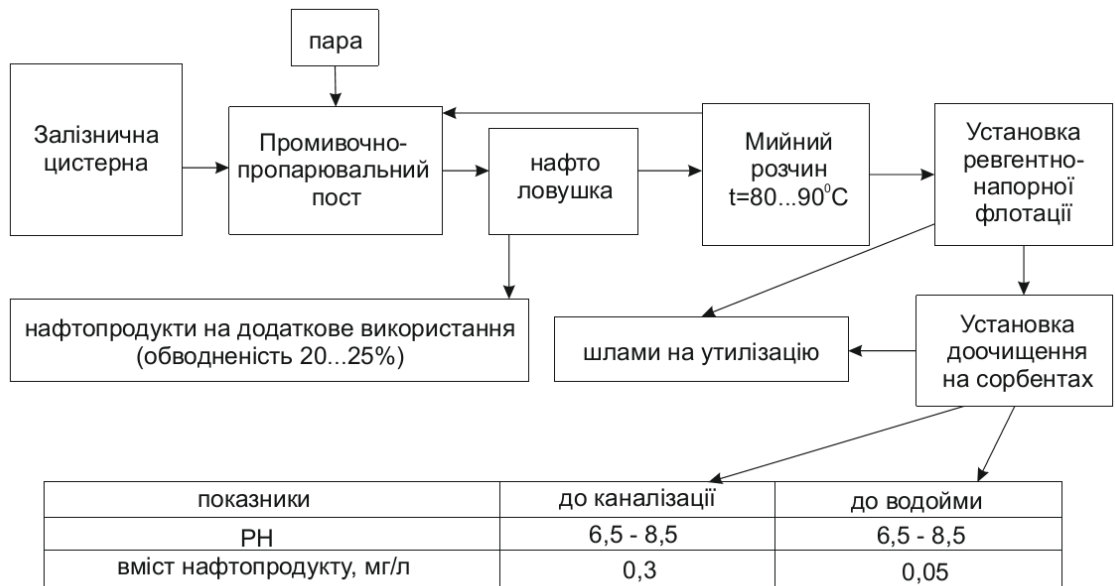 пара
Залізнична
цистерна
Промивочно-
пропарювальний
пост
нафто
ловушка
Мийний
розчин
t=80...90⁰С
Установка
ревгентно-
напорної
флотації
нафтопродукти на додаткове використання
(обводненість 20...25%)
шлами на утилізацію
Установка
доочищення
на сорбентах
показники до каналізації до водойми
РН 6,5 - 8,5 6,5 - 8,5
вміст нафтопродукту, мг/л 0,3 0,05